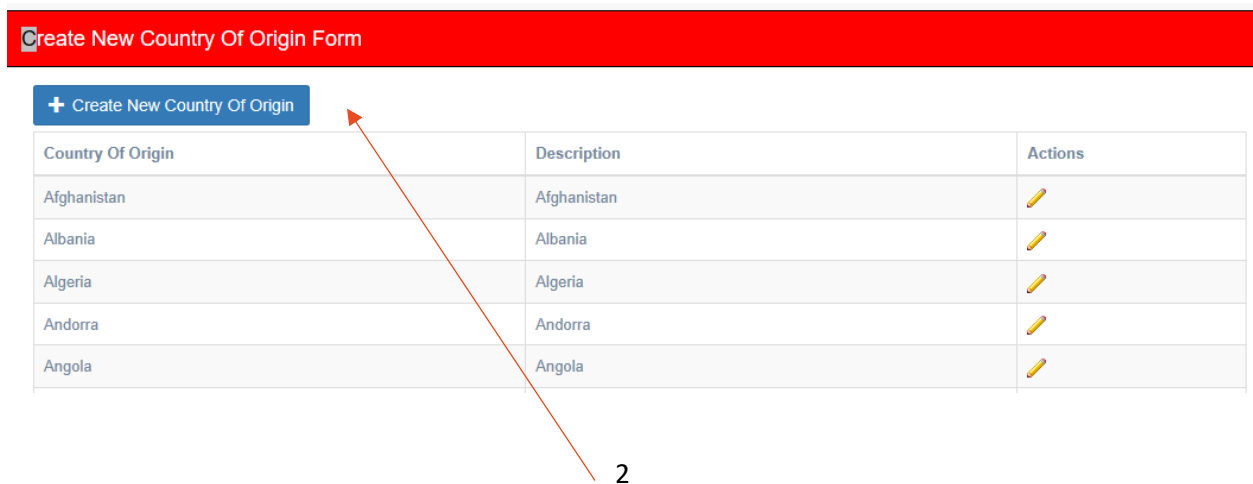 Create New Country Of Origin Form
Create New Country Of Origin
Country Of Origin Description Actions
Afghanistan Afghanistan
Albania Albania
Algeria Algeria
Andorra Andorra
Angola Angola
2